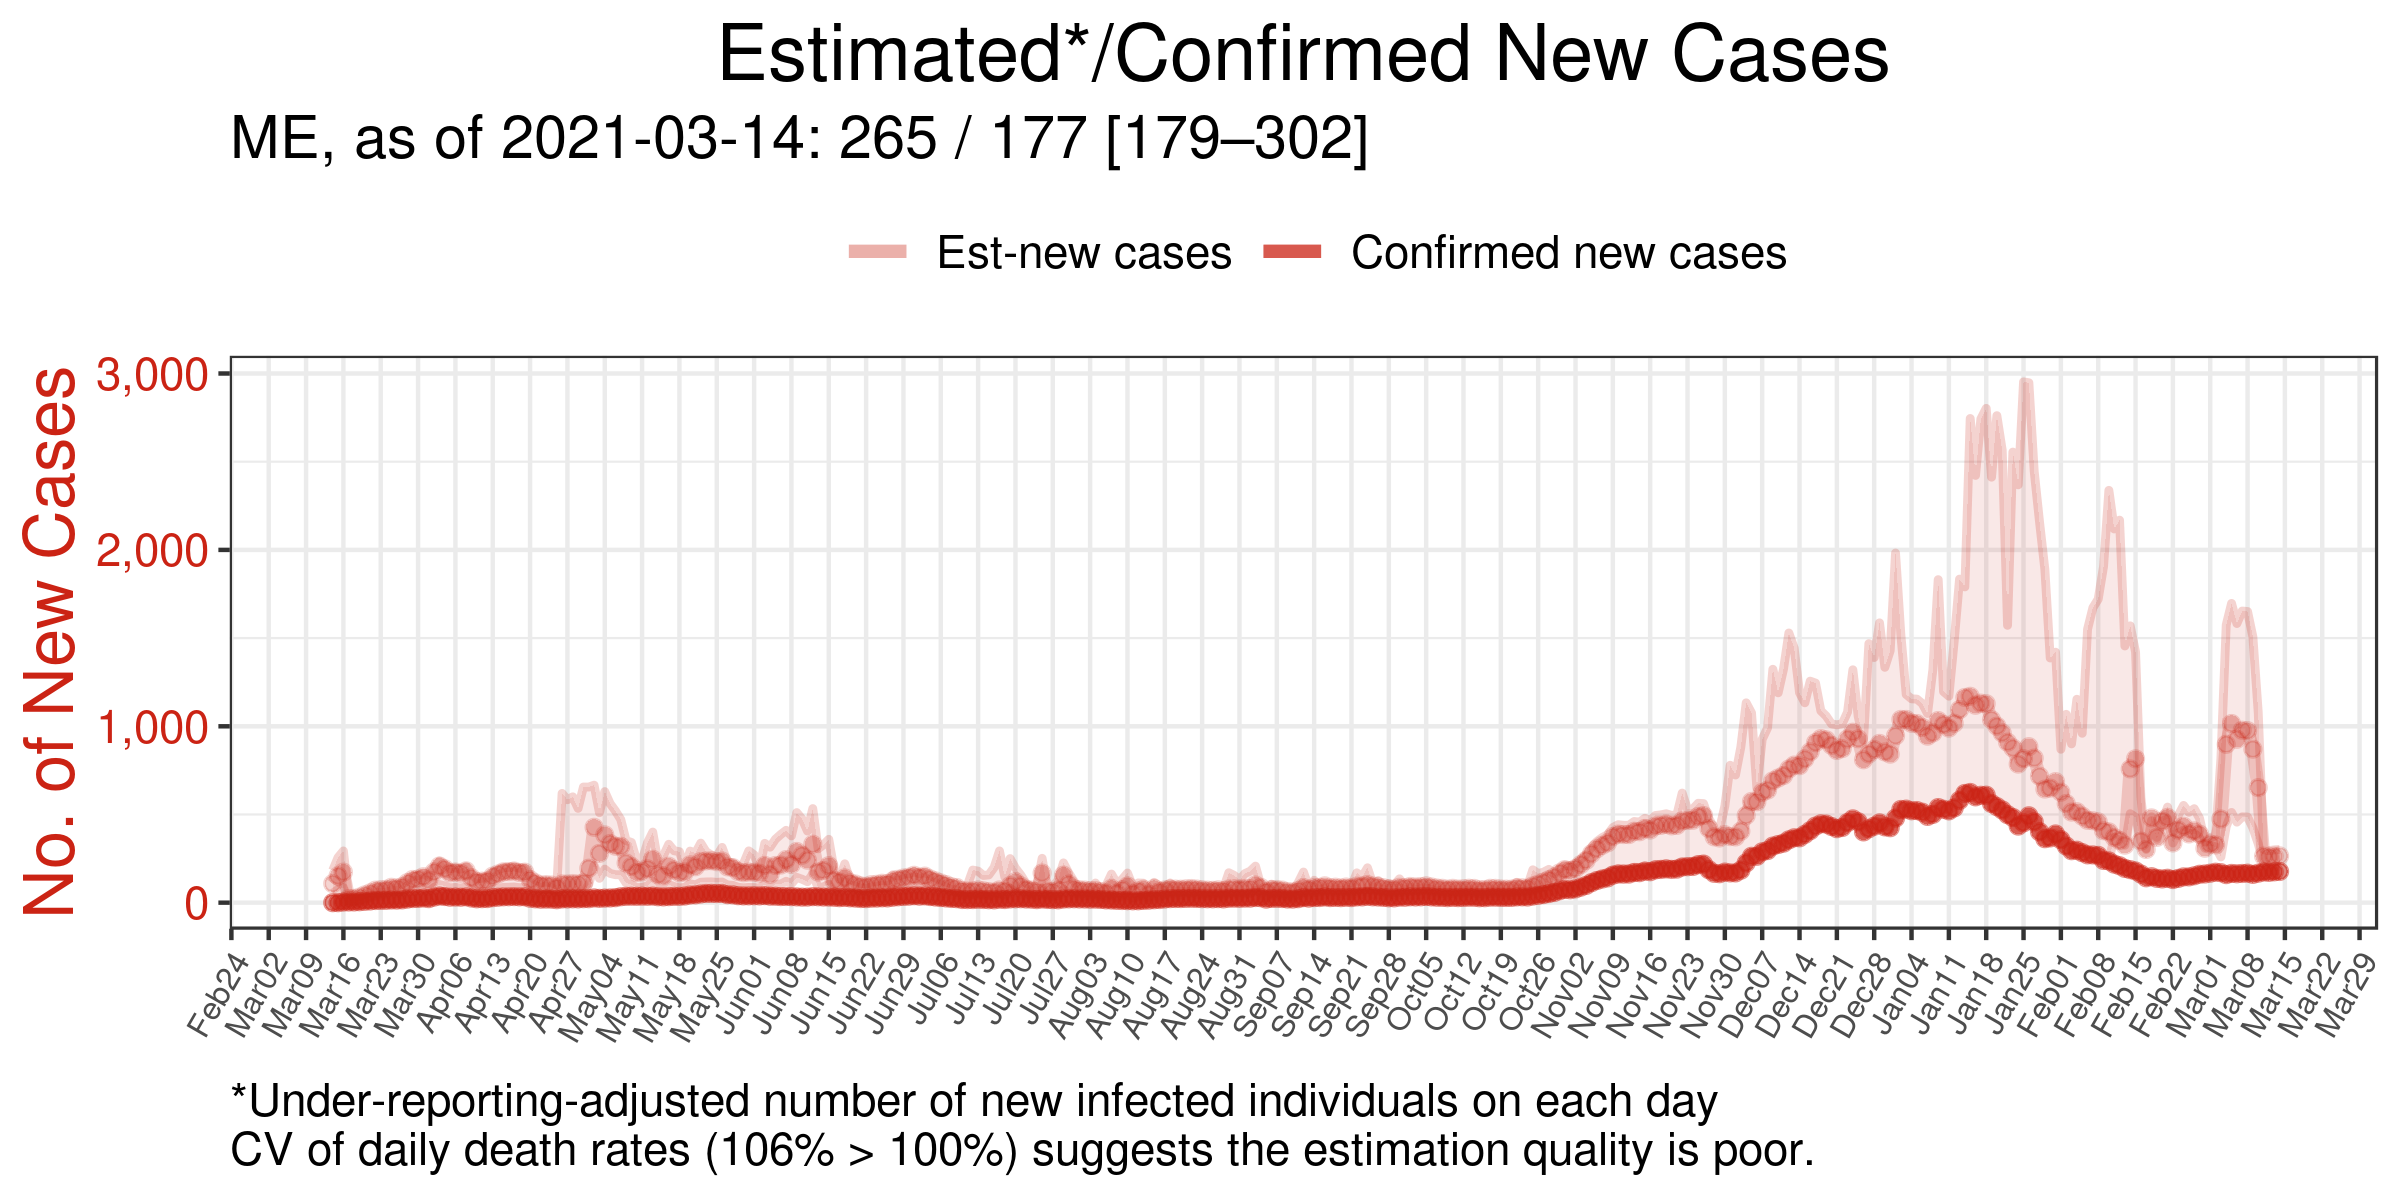 Estimated*/Confirmed New Cases
ME, as of 2021-03-14: 265 / 177 [179–302]
Est-new cases Confirmed new cases
No. of New Cases
3,000
2,000
1,000
0
Feb24 Mar02 Mar09 Mar16 Mar23 Mar30 Apr06 Apr13 Apr20 Apr27 May04 May11 May18 May25 Jun01 Jun08 Jun15 Jun22 Jun29 Jul06 Jul13 Jul20 Jul27 Aug03 Aug10 Aug17 Aug24 Aug31 Sep07 Sep14 Sep21 Sep28 Oct05 Oct12 Oct19 Oct26 Nov02 Nov09 Nov16 Nov23 Nov30 Dec07 Dec14 Dec21 Dec28 Jan04 Jan11 Jan18 Jan25 Feb01 Feb08 Feb15 Feb22 Mar01 Mar08 Mar15 Mar22 Mar29
*Under-reporting-adjusted number of new infected individuals on each day
CV of daily death rates (106% > 100%) suggests the estimation quality is poor.